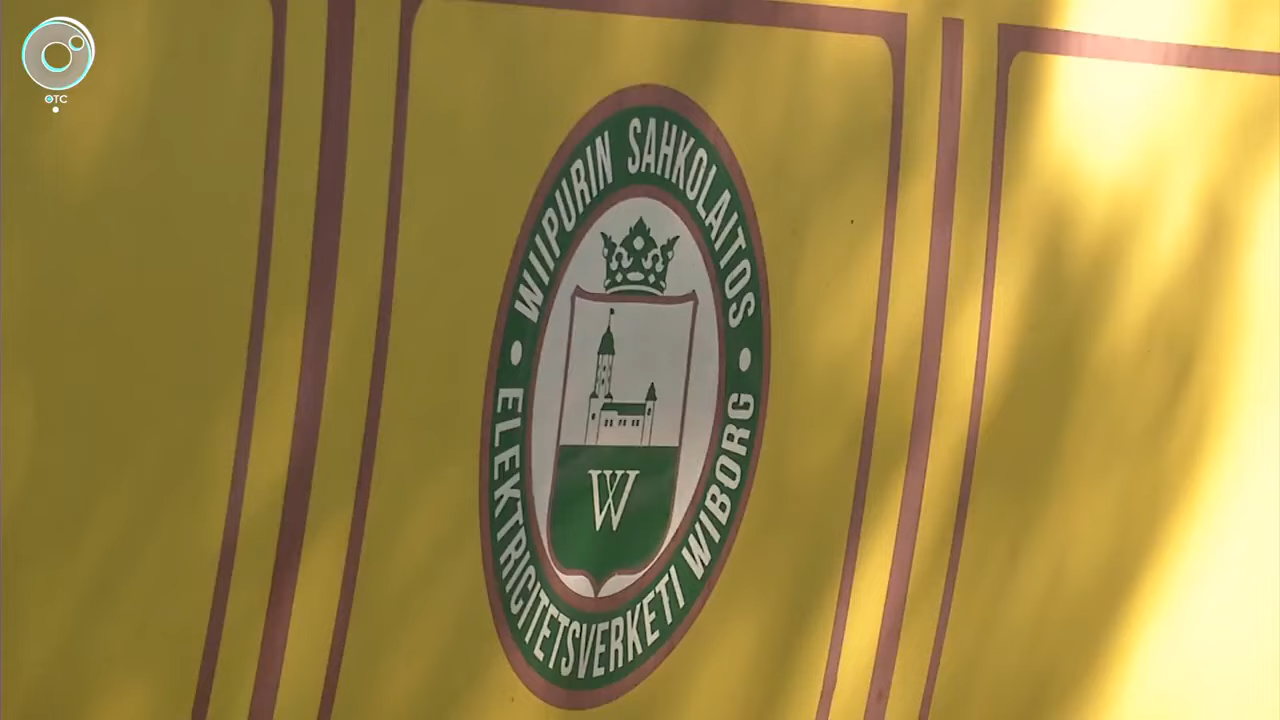 ОТС
WIIPURIN SAHKOLAITOS
W
ELEKTRICITETSVERKETI WIBORG